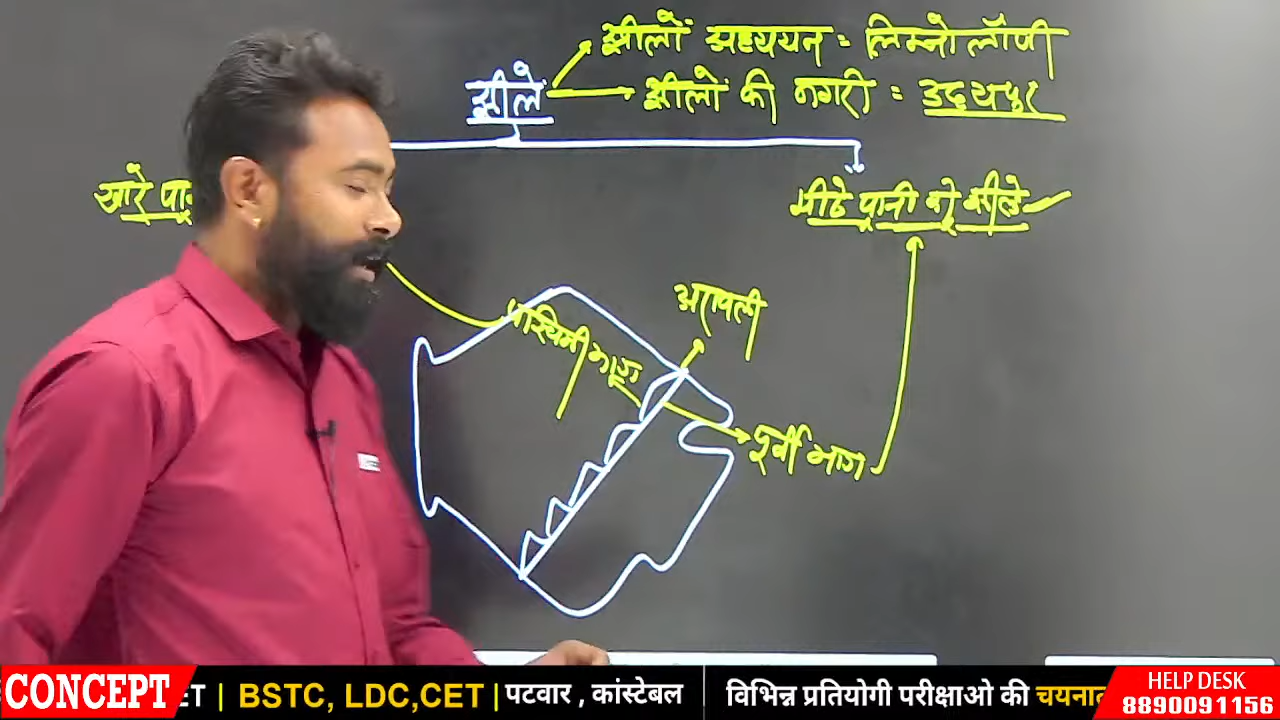 झीलों अध्ययन = लिम्नोलॉजी
झीलें
झीलों की नगरी = उदयपुर
खारे पा
मीठे पानी की झीले
अरावली
पश्चिमी भाग
पूर्वी भाग
CONCEPT
ET | BSTC, LDC,CET | पटवार , कांस्टेबल
विभिन्न प्रतियोगी परीक्षाओ की चयनात
HELP DESK
8890091156